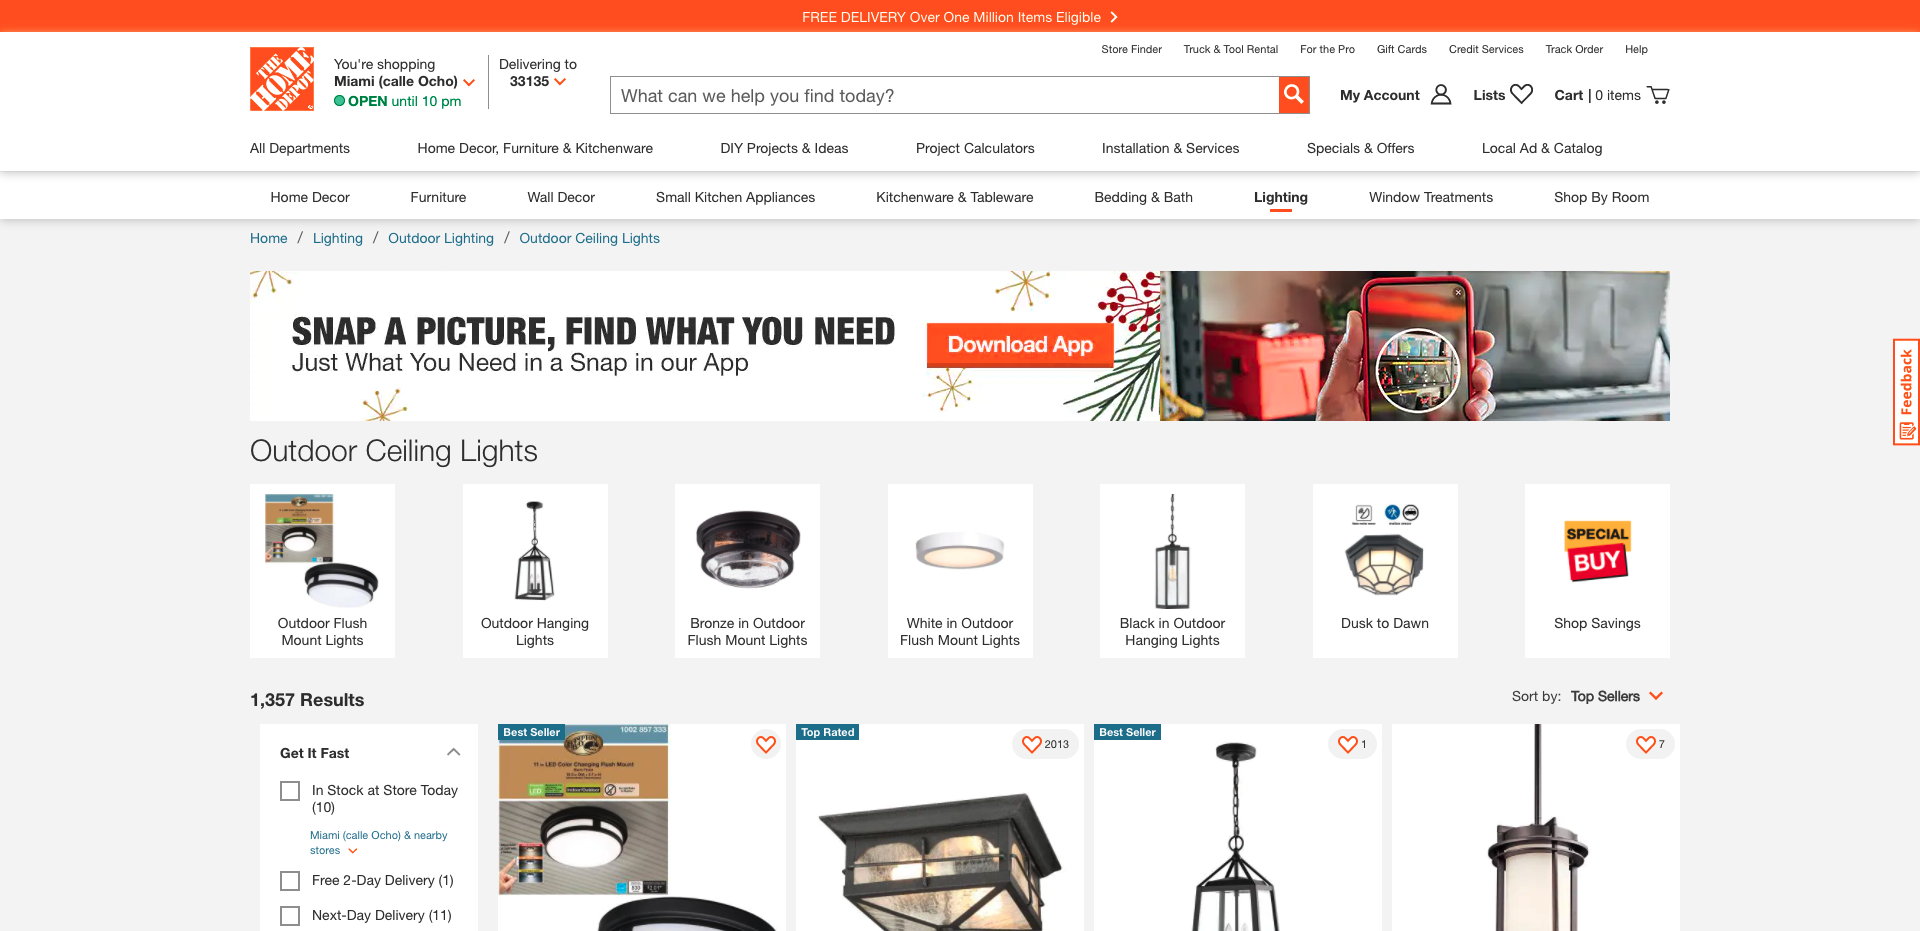 FREE DELIVERY Over One Million Items Eligible
Store Finder
Truck & Tool Rental
For the Pro
Gift Cards
Credit Services
Track Order
Help
THE HOME DEPOT
You're shopping
Miami (calle Ocho)
OPEN until 10 pm
Delivering to
33135
What can we help you find today?
My Account
Lists
Cart | 0 items
All Departments
Home Decor, Furniture & Kitchenware
DIY Projects & Ideas
Project Calculators
Installation & Services
Specials & Offers
Local Ad & Catalog
Home Decor
Furniture
Wall Decor
Small Kitchen Appliances
Kitchenware & Tableware
Bedding & Bath
Lighting
Window Treatments
Shop By Room
Home / Lighting / Outdoor Lighting / Outdoor Ceiling Lights
SNAP A PICTURE, FIND WHAT YOU NEED
Just What You Need in a Snap in our App
Download App
Feedback
Outdoor Ceiling Lights
Outdoor Flush
Mount Lights
Outdoor Hanging
Lights
Bronze in Outdoor
Flush Mount Lights
White in Outdoor
Flush Mount Lights
Black in Outdoor
Hanging Lights
Dusk to Dawn
SPECIAL
BUY
Shop Savings
1,357 Results
Sort by: Top Sellers
Get It Fast
In Stock at Store Today
(10)
Miami (calle Ocho) & nearby
stores
Free 2-Day Delivery (1)
Next-Day Delivery (11)
Best Seller
1002 857 333
11 in LED Color Changing Flush Mount
LED
Top Rated
2013
Best Seller
1
7